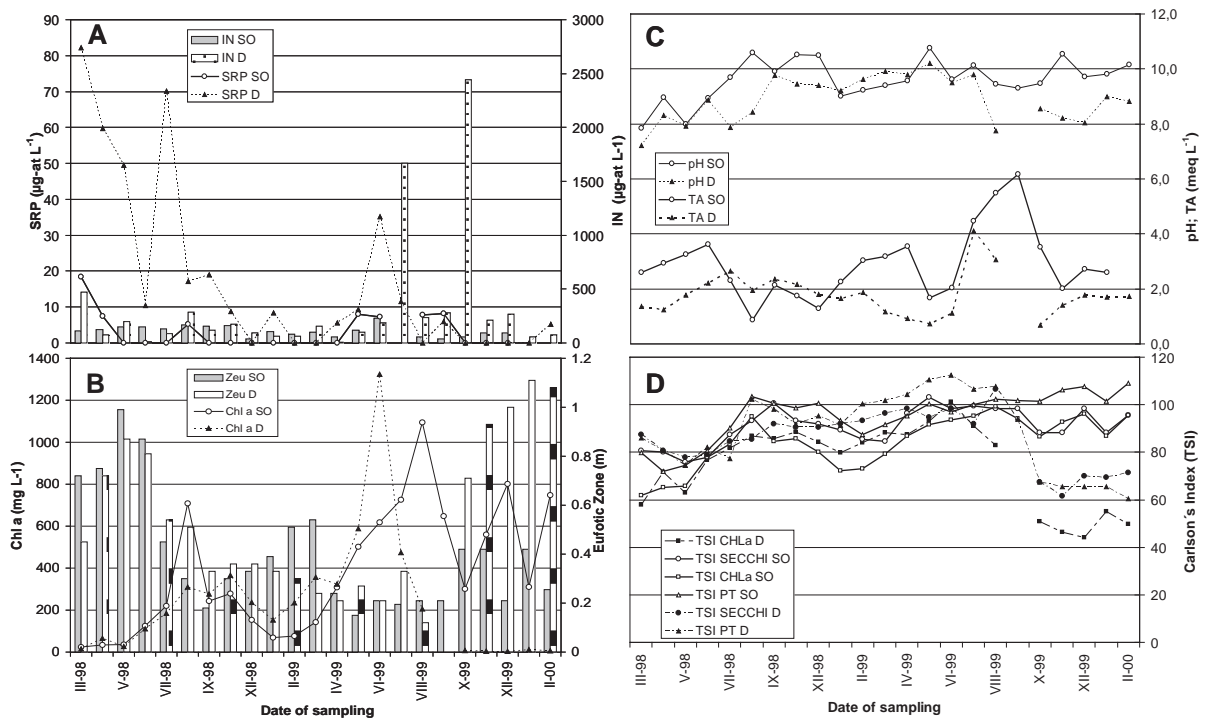 A
IN SO
IN D
SRP SO
SRP D
90
80
70
60
50
40
30
20
10
0
SRP (µg-at L-1)
3000
2500
2000
1500
1000
500
0
IN (µg-at L-1)
B
Zeu SO
Zeu D
Chl a SO
Chl a D
1400
1200
1000
800
600
400
200
0
Chl a (mg L-1)
1.2
1
0.8
0.6
0.4
0.2
0
Eufotic Zone (m)
III-98
V-98
VII-98
IX-98
XII-98
II-99
IV-99
VI-99
VIII-99
X-99
XII-99
II-00
Date of sampling
C
pH SO
pH D
TA SO
TA D
12,0
10,0
8,0
6,0
4,0
2,0
0,0
pH; TA (meq L-1)
D
TSI CHLa D
TSI SECCHI SO
TSI CHLa SO
TSI PT SO
TSI SECCHI D
TSI PT D
120
100
80
60
40
20
0
Carlson´s Index (TSI)
III-98
V-98
VII-98
IX-98
XII-98
II-99
IV-99
VI-99
VIII-99
X-99
XII-99
II-00
Date of sampling